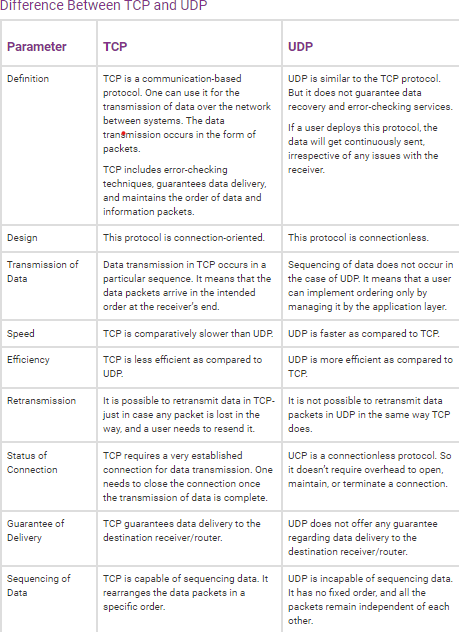 Difference Between TCP and UDP
Parameter
TCP
UDP
Definition
TCP is a communication-based
protocol. One can use it for the
transmission of data over the network
between systems. The data
transmission occurs in the form of
packets.
TCP includes error-checking
techniques, guarantees data delivery,
and maintains the order of data and
information packets.
UDP is similar to the TCP protocol.
But it does not guarantee data
recovery and error-checking services.
If a user deploys this protocol, the
data will get continuously sent,
irrespective of any issues with the
receiver.
Design
This protocol is connection-oriented.
This protocol is connectionless.
Transmission of
Data
Data transmission in TCP occurs in a
particular sequence. It means that the
data packets arrive in the intended
order at the receiver's end.
Sequencing of data does not occur in
the case of UDP. It means that a user
can implement ordering only by
managing it by the application layer.
Speed
TCP is comparatively slower than UDP.
UDP is faster as compared to TCP.
Efficiency
TCP is less efficient as compared to
UDP.
UDP is more efficient as compared to
TCP.
Retransmission
It is possible to retransmit data in TCP-
just in case any packet is lost in the
way, and a user needs to resend it.
It is not possible to retransmit data
packets in UDP in the same way TCP
does.
Status of
Connection
TCP requires a very established
connection for data transmission. One
needs to close the connection once
the transmission of data is complete.
UCP is a connectionless protocol. So
it doesn't require overhead to open,
maintain, or terminate a connection.
Guarantee of
Delivery
TCP guarantees data delivery to the
destination receiver/router.
UDP does not offer any guarantee
regarding data delivery to the
destination receiver/router.
Sequencing of
Data
TCP is capable of sequencing data. It
rearranges the data packets in a
specific order.
UDP is incapable of sequencing data.
It has no fixed order, and all the
packets remain independent of each
other.